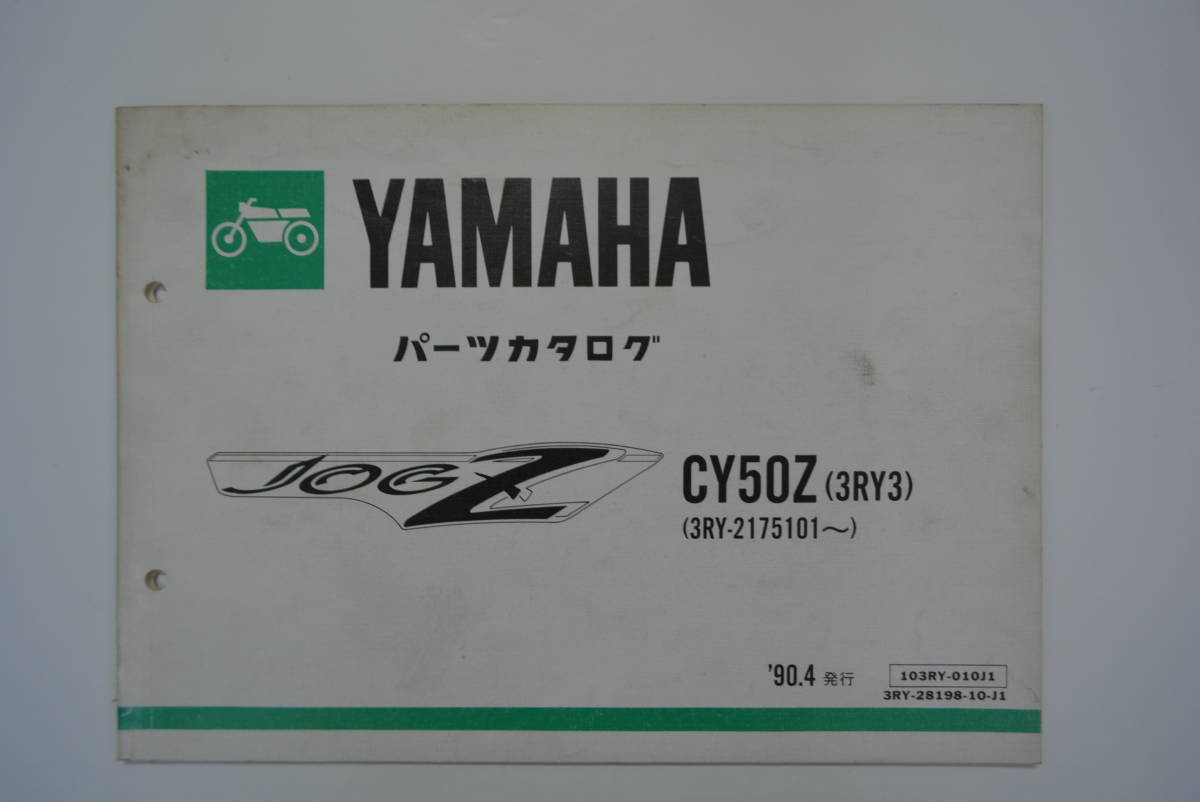 YAMAHA
パーツカタログ
JOG Z CY50Z (3RY3)
(3RY-2175101〜)
'90.4 発行 103RY-010J1
3RY-28198-10-J1